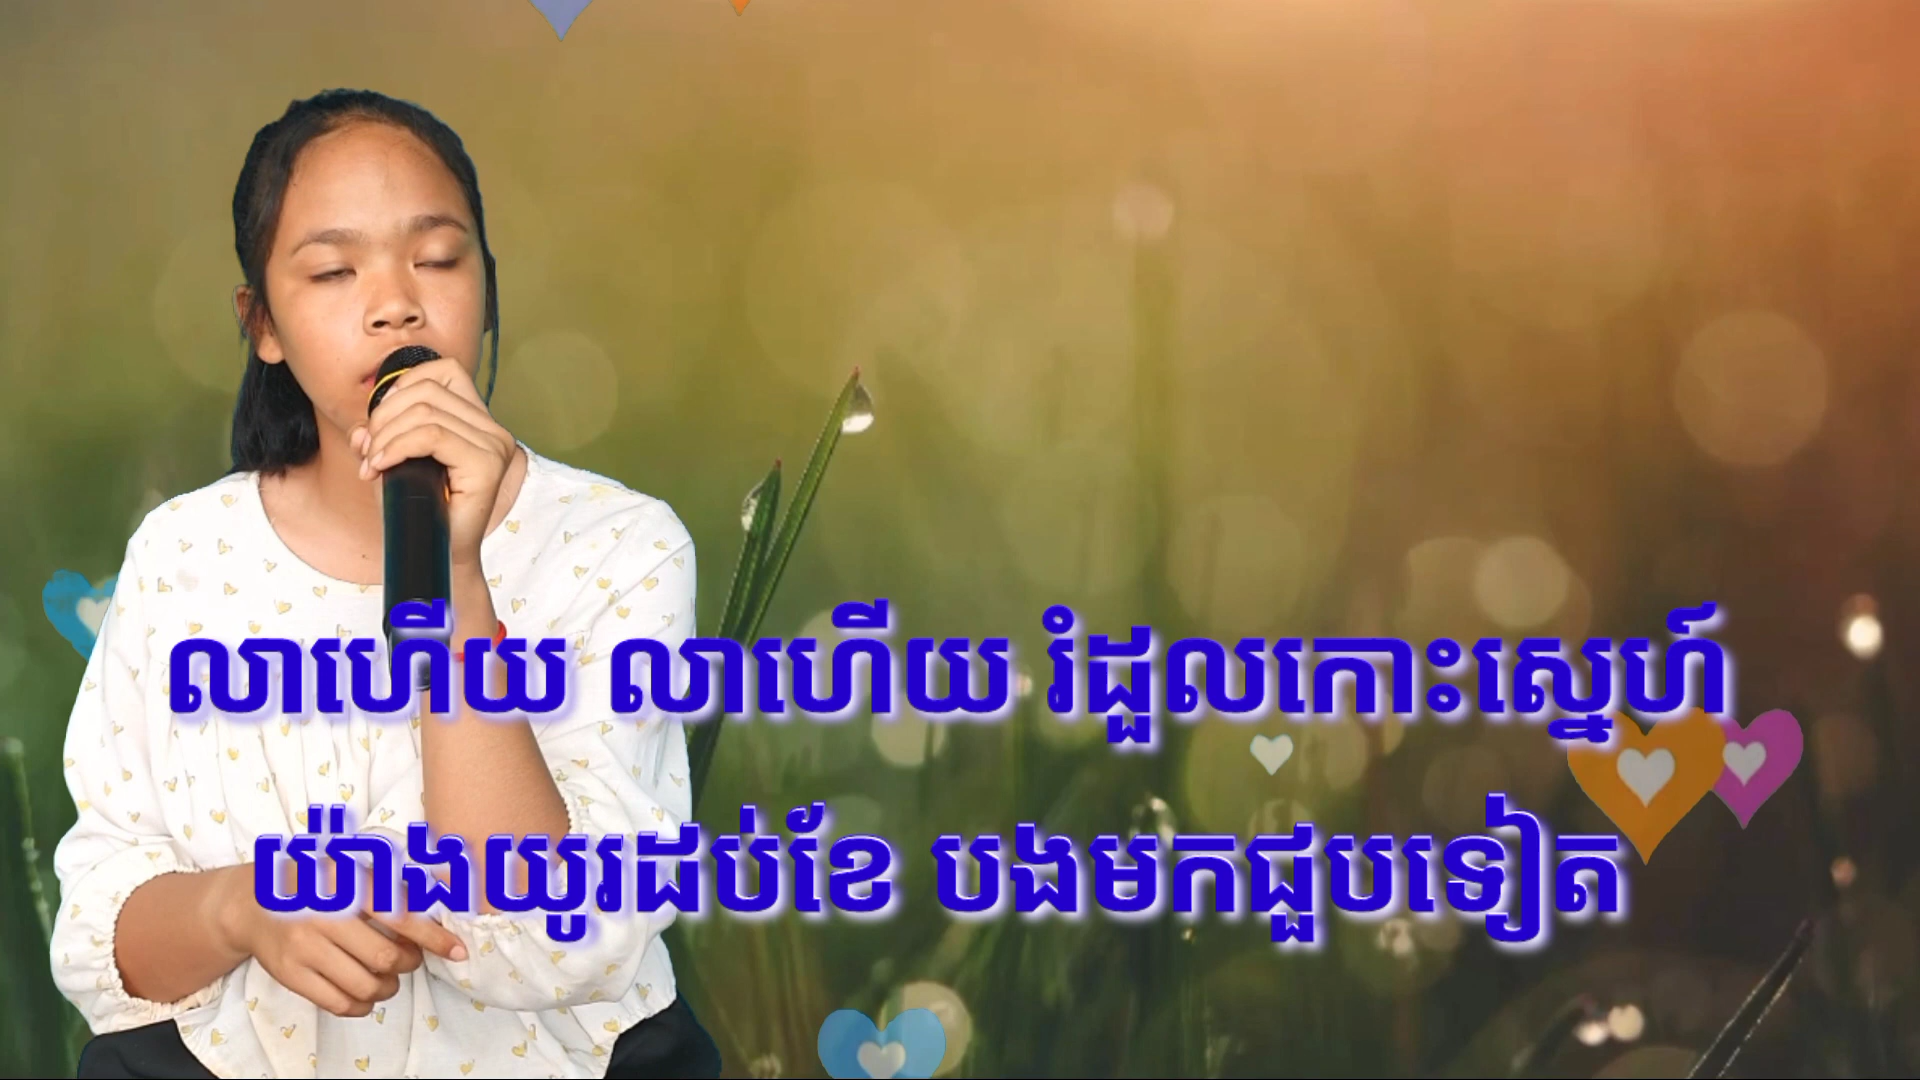 លាហើយ លាហើយ រំដួលកោះស្នេហ៍
យ៉ាងយូរដប់ខែ បងមកជួបទៀត